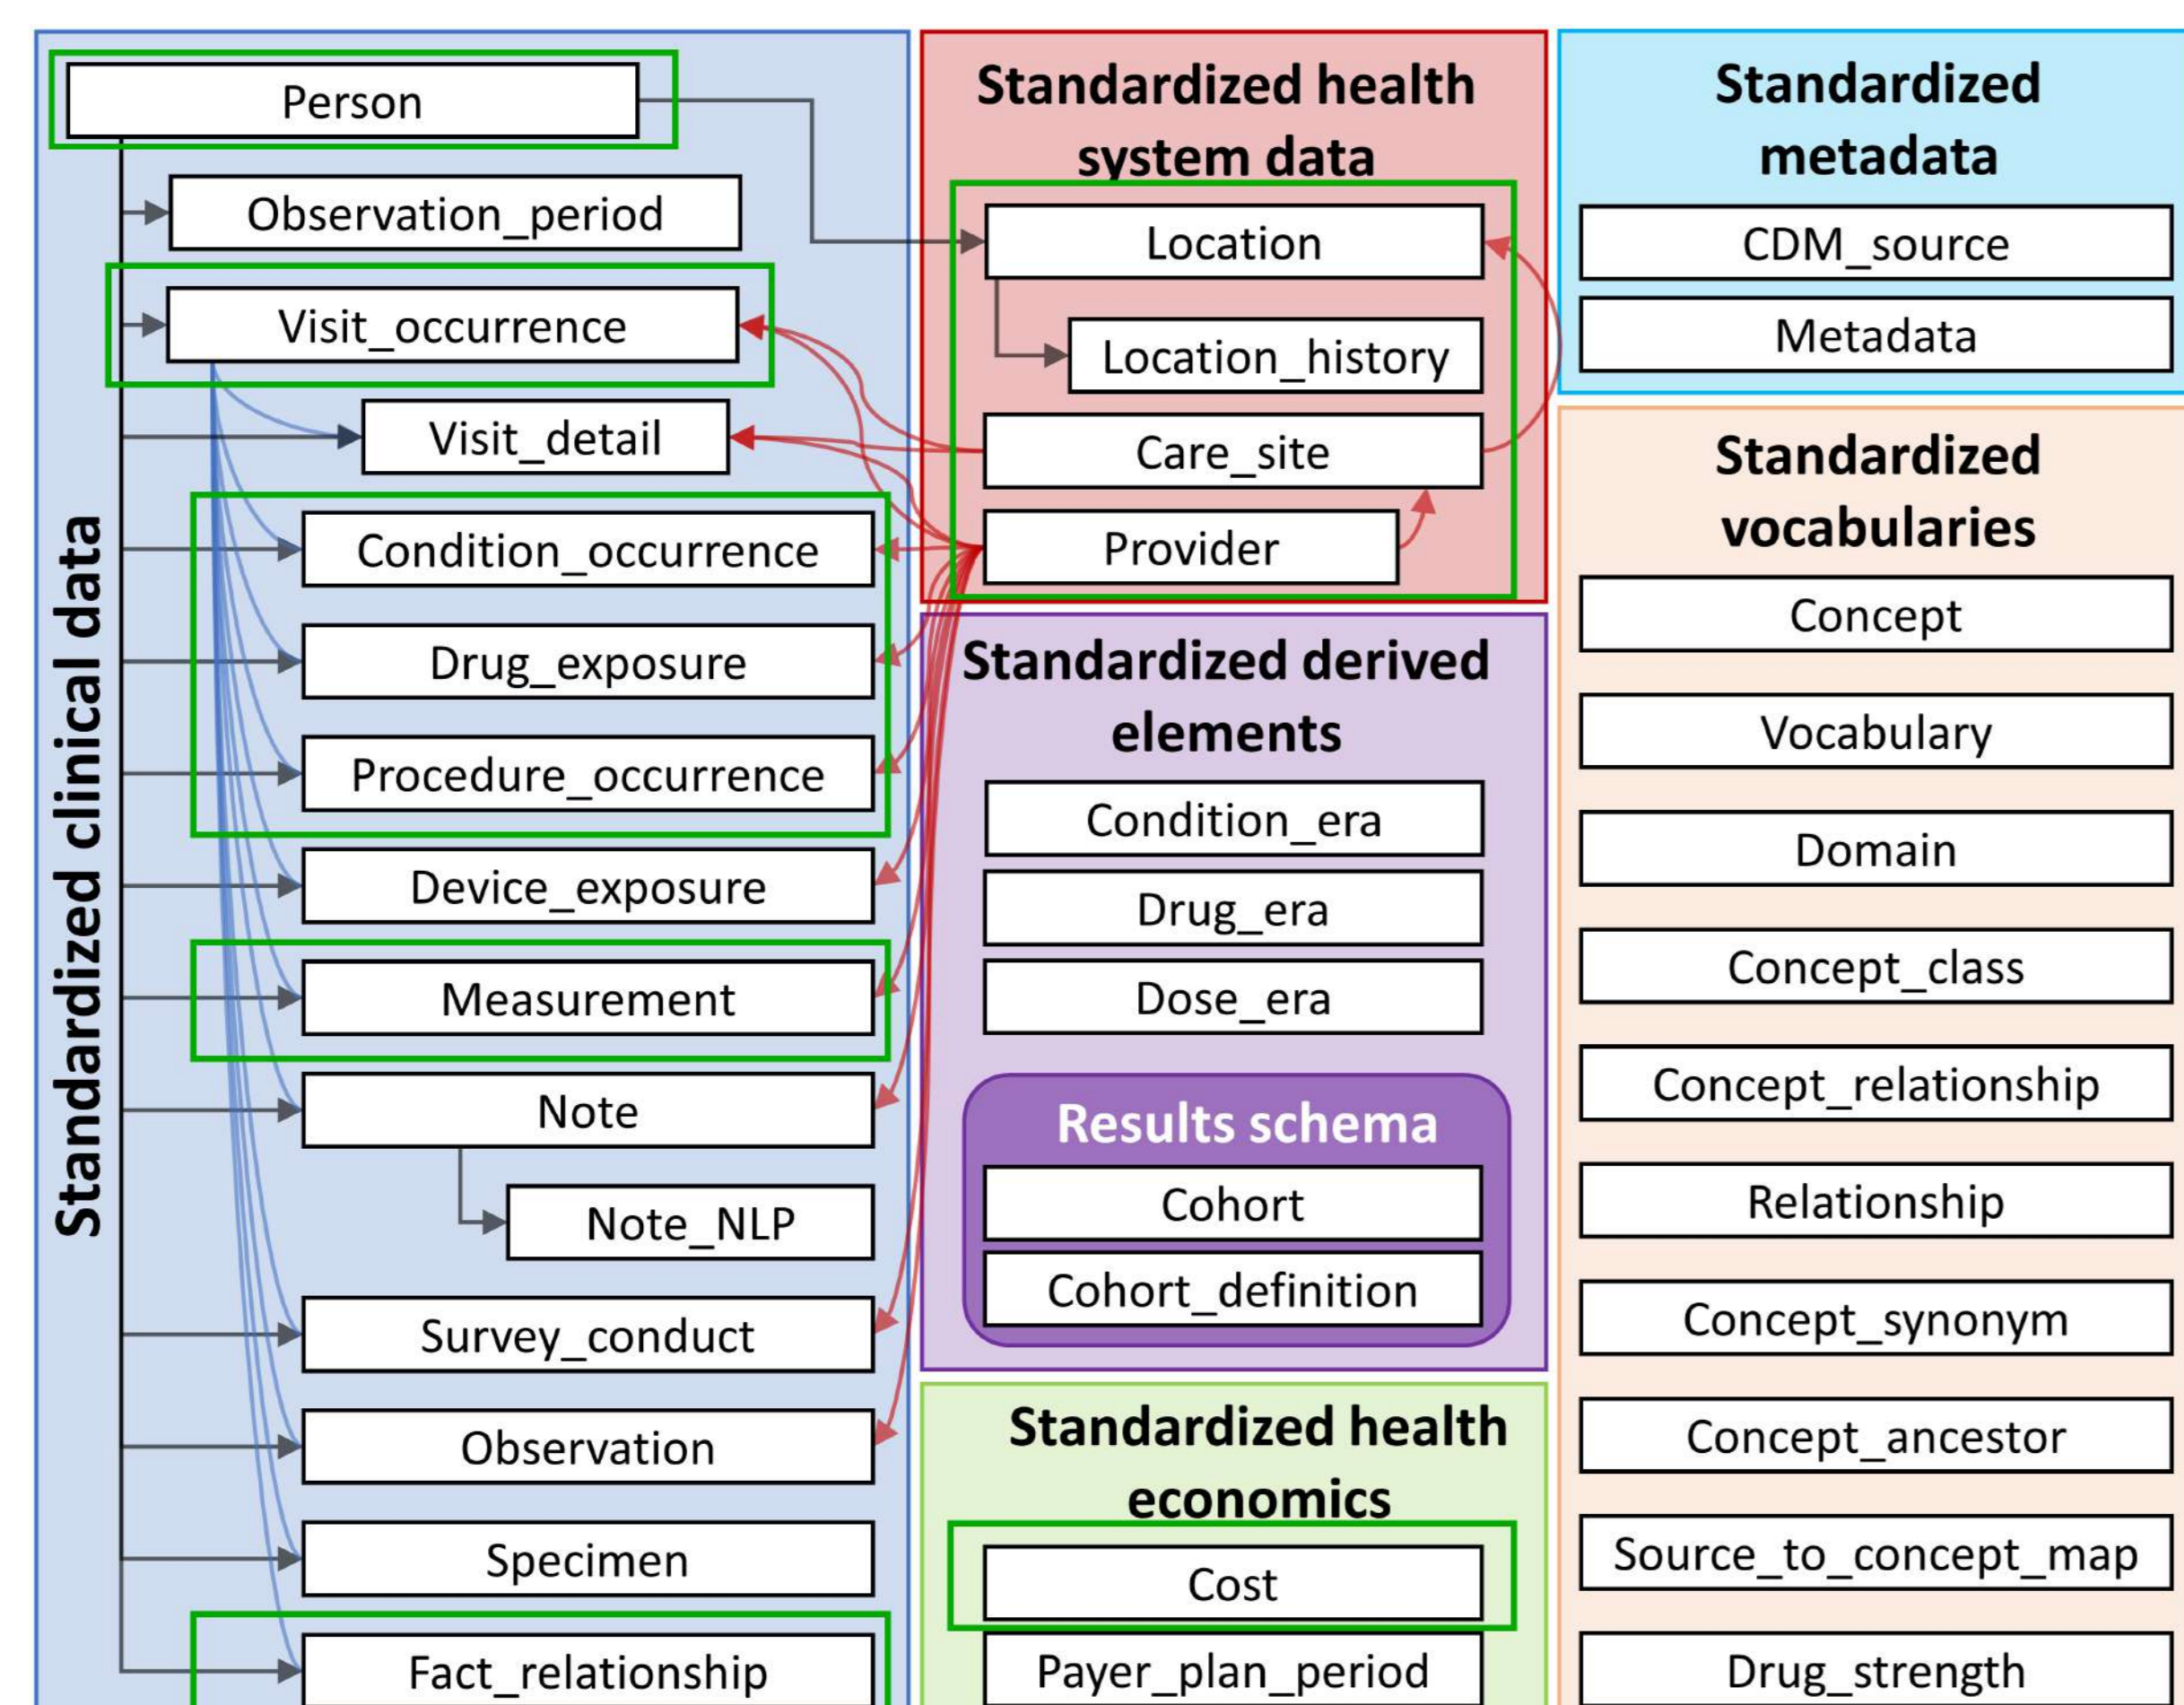 Standardized clinical data
Person
Observation_period
Visit_occurrence
Visit_detail
Condition_occurrence
Drug_exposure
Procedure_occurrence
Device_exposure
Measurement
Note
Note_NLP
Survey_conduct
Observation
Specimen
Fact_relationship
Standardized health
system data
Location
Location_history
Care_site
Provider
Standardized derived
elements
Condition_era
Drug_era
Dose_era
Results schema
Cohort
Cohort_definition
Standardized health
economics
Cost
Payer_plan_period
Standardized
metadata
CDM_source
Metadata
Standardized
vocabularies
Concept
Vocabulary
Domain
Concept_class
Concept_relationship
Relationship
Concept_synonym
Concept_ancestor
Source_to_concept_map
Drug_strength